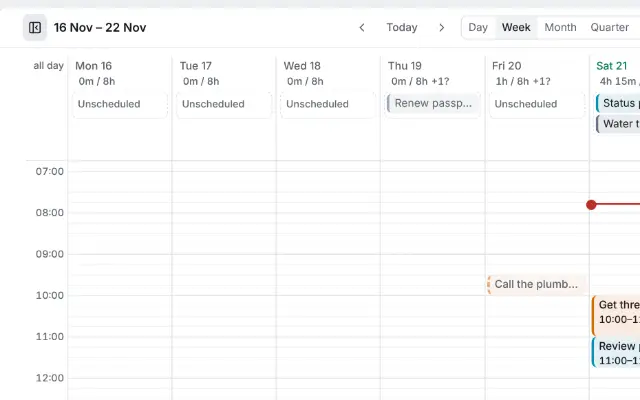 16 Nov – 22 Nov
Today
Day Week Month Quarter
all day
Mon 16
0m / 8h
Unscheduled
Tue 17
0m / 8h
Unscheduled
Wed 18
0m / 8h
Unscheduled
Thu 19
0m / 8h +1?
Renew passp...
Fri 20
1h / 8h +1?
Unscheduled
Sat 21
4h 15m /
Status
Water t
07:00
08:00
09:00
10:00
11:00
12:00
Call the plumb...
Get thre
10:00–1
Review
11:00–1